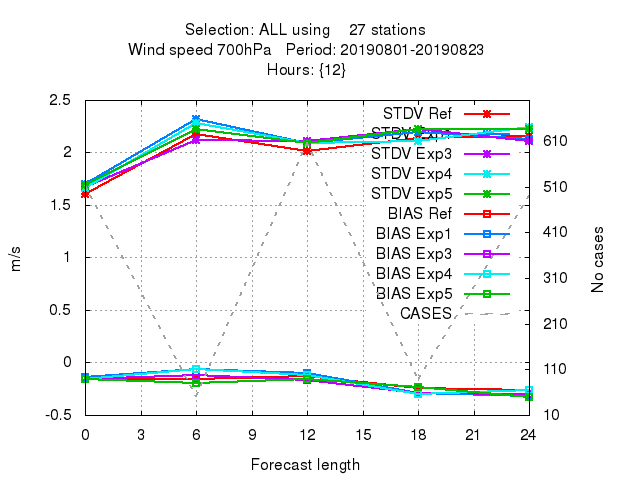 Selection: ALL using 27 stations
Wind speed 700hPa Period: 20190801-20190823
Hours: {12}
2.5
2
1.5
1
0.5
0
-0.5
m/s
610
510
410
310
210
110
10
No cases
STDV Ref
STDV Exp1
STDV Exp3
STDV Exp4
STDV Exp5
BIAS Ref
BIAS Exp1
BIAS Exp3
BIAS Exp4
BIAS Exp5
CASES
0 3 6 9 12 15 18 21 24
Forecast length